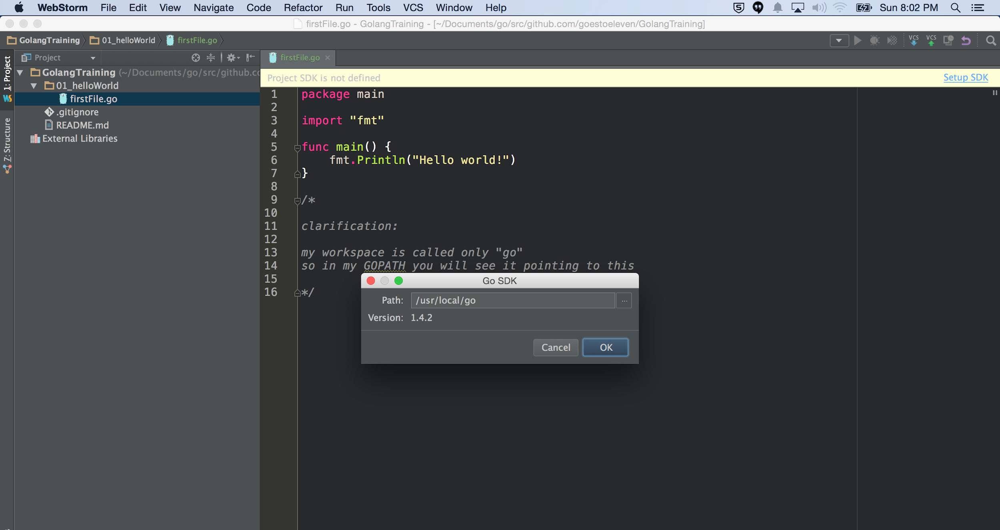 WebStorm File Edit View Navigate Code Refactor Run Tools VCS Window Help Sun 8:02 PM
firstFile.go - GolangTraining - [~/Documents/go/src/github.com/goestoeleven/GolangTraining]
GolangTraining 01_helloWorld firstFile.go VCS VCS
1: Project
Z: Structure
Project
GolangTraining (~/Documents/go/src/github.co
01_helloWorld
firstFile.go
.gitignore
README.md
External Libraries
firstFile.go
Project SDK is not defined Setup SDK
1 package main
2
3 import "fmt"
4
5 func main() {
6 fmt.Println("Hello world!")
7 }
8
9 /*
10
11 clarification:
12
13 my workspace is called only "go"
14 so in my GOPATH you will see it pointing to this
15
16 */
Go SDK
Path: /usr/local/go ...
Version: 1.4.2
Cancel OK